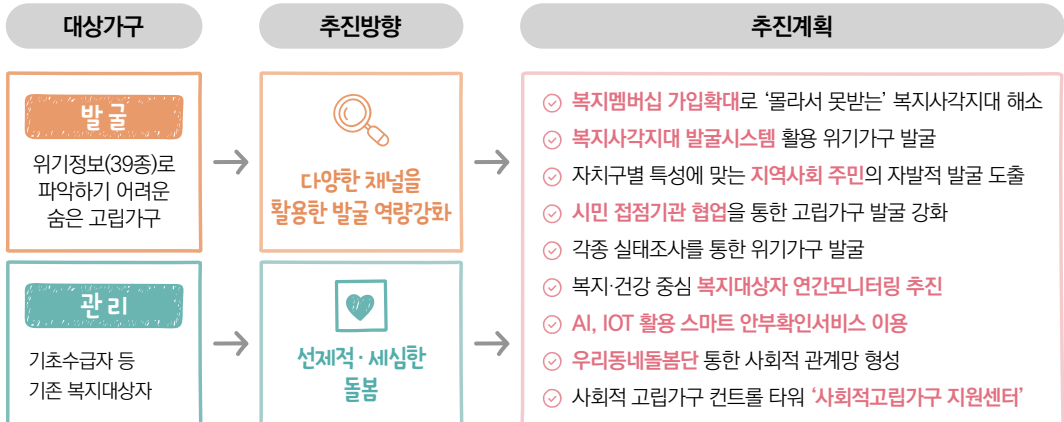 대상가구
추진방향
추진계획
발굴
위기정보(39종)로
파악하기 어려운
숨은 고립가구
다양한 채널을
활용한 발굴 역량강화
관리
기초수급자 등
기존 복지대상자
선제적·세심한
돌봄
복지멤버십 가입확대로 ‘몰라서 못받는’ 복지사각지대 해소
복지사각지대 발굴시스템 활용 위기가구 발굴
자치구별 특성에 맞는 지역사회 주민의 자발적 발굴 도출
시민 접점기관 협업을 통한 고립가구 발굴 강화
각종 실태조사를 통한 위기가구 발굴
복지·건강 중심 복지대상자 연간모니터링 추진
AI, IOT 활용 스마트 안부확인서비스 이용
우리동네돌봄단 통한 사회적 관계망 형성
사회적 고립가구 컨트롤 타워 ‘사회적고립가구 지원센터’